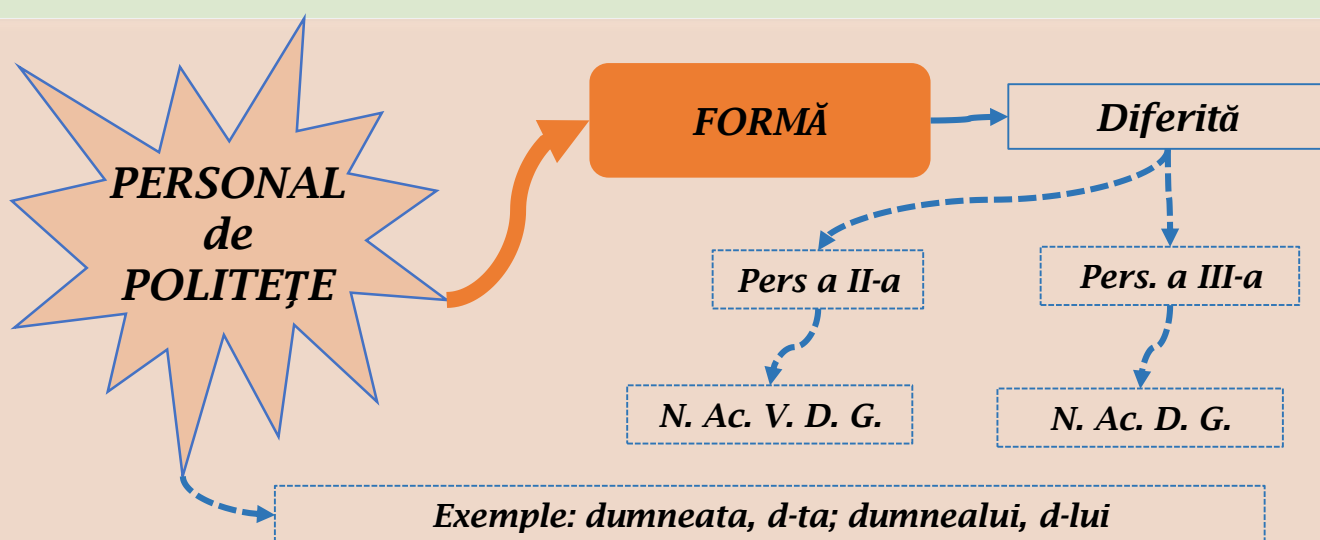 PERSONAL
de
POLITEȚE
FORMĂ
Diferită
Pers a II-a
Pers. a III-a
N. Ac. V. D. G.
N. Ac. D. G.
Exemple: dumneata, d-ta; dumnealui, d-lui